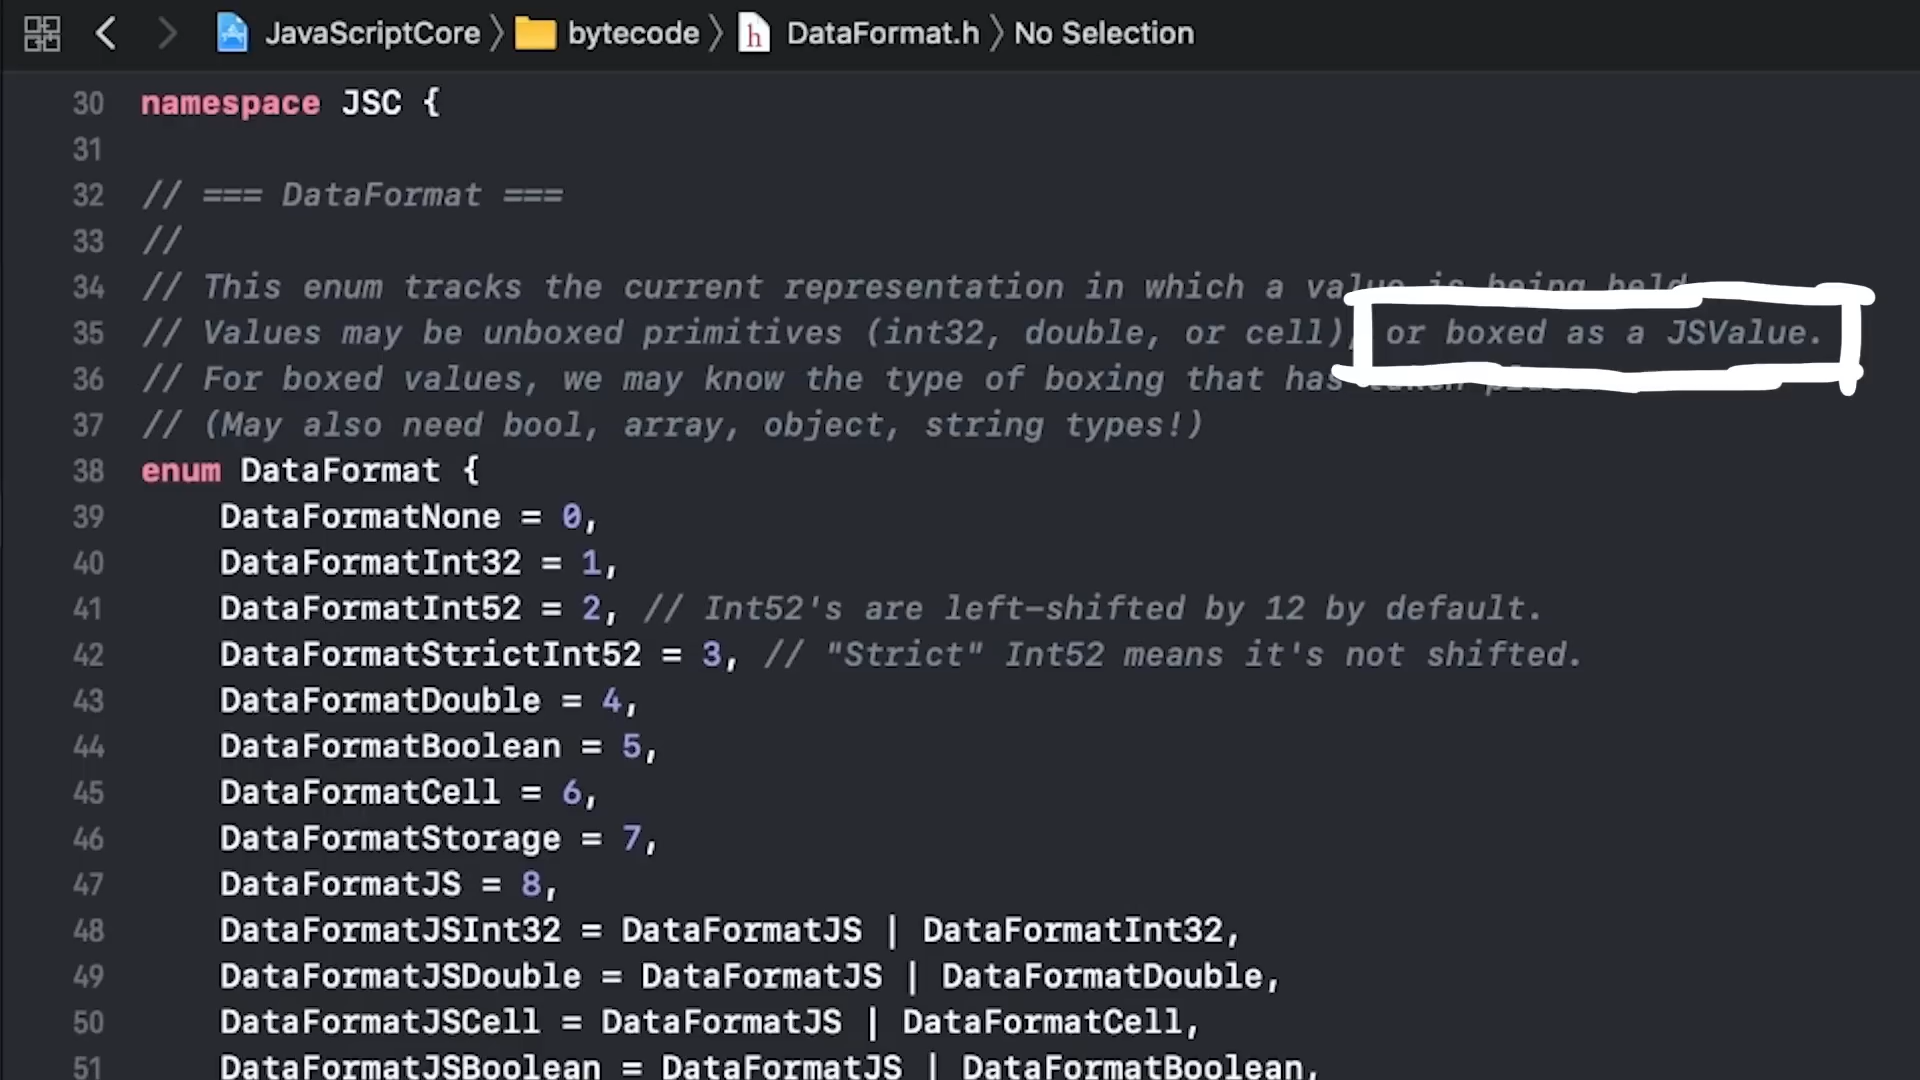 JavaScriptCore 〉 bytecode 〉 h DataFormat.h 〉 No Selection
30 namespace JSC {
31
32 // === DataFormat ===
33 //
34 // This enum tracks the current representation in which a value is being held.
35 // Values may be unboxed primitives (int32, double, or cell), or boxed as a JSValue.
36 // For boxed values, we may know the type of boxing that has taken place.
37 // (May also need bool, array, object, string types!)
38 enum DataFormat {
39 DataFormatNone = 0,
40 DataFormatInt32 = 1,
41 DataFormatInt52 = 2, // Int52's are left-shifted by 12 by default.
42 DataFormatStrictInt52 = 3, // "Strict" Int52 means it's not shifted.
43 DataFormatDouble = 4,
44 DataFormatBoolean = 5,
45 DataFormatCell = 6,
46 DataFormatStorage = 7,
47 DataFormatJS = 8,
48 DataFormatJSInt32 = DataFormatJS | DataFormatInt32,
49 DataFormatJSDouble = DataFormatJS | DataFormatDouble,
50 DataFormatJSCell = DataFormatJS | DataFormatCell,
51 DataFormatJSBoolean = DataFormatJS | DataFormatBoolean,